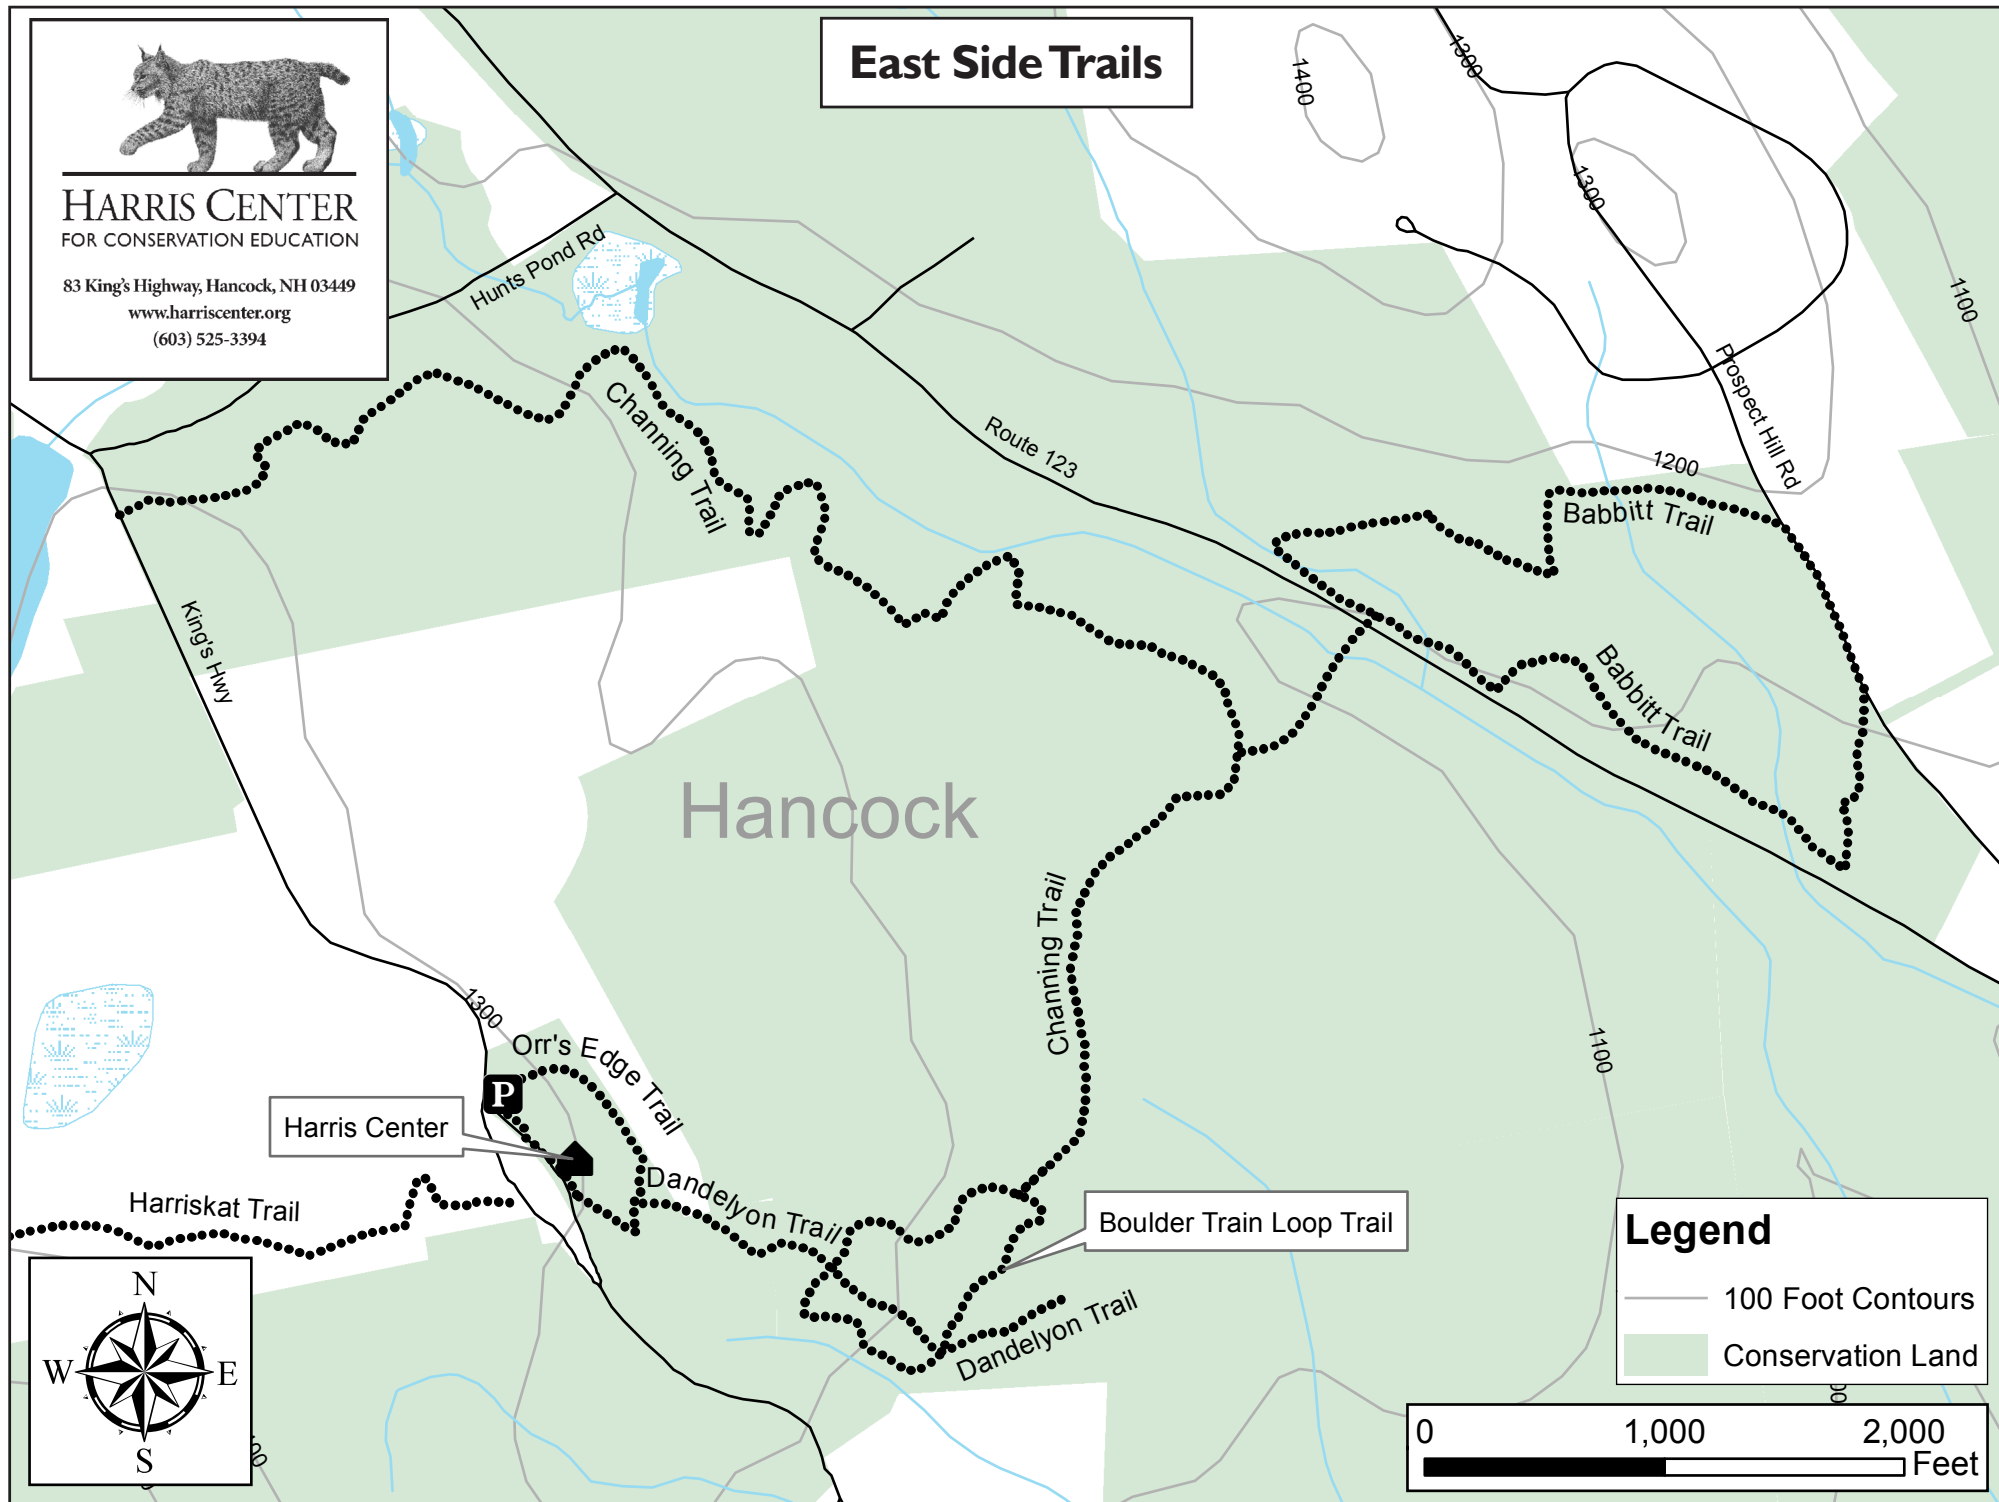 East Side Trails
HARRIS CENTER
FOR CONSERVATION EDUCATION
83 King's Highway, Hancock, NH 03449
www.harriscenter.org
(603) 525-3394
1300
1400
1300
1100
Hunts Pond Rd
Prospect Hill Rd
Channing Trail
Route 123
1200
Babbitt Trail
King's Hwy
Babbitt Trail
Hancock
Channing Trail
1300
1100
Orr's Edge Trail
Harris Center
Dandelyon Trail
Harriskat Trail
Boulder Train Loop Trail
Dandelyon Trail
Legend
100 Foot Contours
Conservation Land
N
W
E
S
0
1,000
2,000
Feet